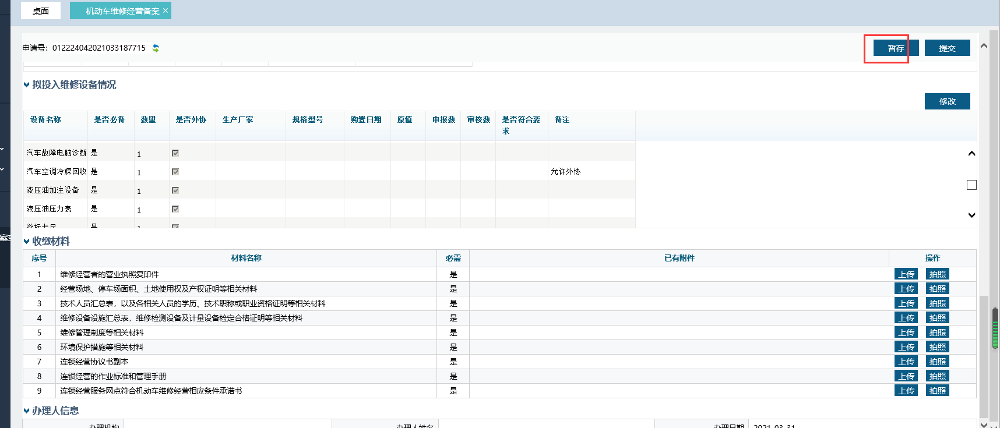 桌面
机动车维修经营备案 ×
申请号：012224042021033187715
暂存 提交
拟投入维修设备情况
修改
设备名称 是否必备 数量 是否外协 生产厂家 规格型号 购置日期 原值 申报数 审核数 是否符合要求 备注
汽车故障电脑诊断 是 1
汽车空调冷媒回收 是 1 允许外协
液压油加注设备 是 1
液压油压力表 是 1
游标卡尺 是 1
案
收缴材料
序号 材料名称 必需 已有附件 操作
1 维修经营者的营业执照复印件 是 上传 拍照
2 经营场地、停车场面积、土地使用权及产权证明等相关材料 是 上传 拍照
3 技术人员汇总表，以及各相关人员的学历、技术职称或职业资格证明等相关材料 是 上传 拍照
4 维修设备设施汇总表，维修检测设备及计量设备检定合格证明等相关材料 是 上传 拍照
5 维修管理制度等相关材料 是 上传 拍照
6 环境保护措施等相关材料 是 上传 拍照
7 连锁经营协议书副本 是 上传 拍照
8 连锁经营的作业标准和管理手册 是 上传 拍照
9 连锁经营服务网点符合机动车维修经营相应条件承诺书 是 上传 拍照
办理人信息
办理机构 办理人姓名 办理日期 2021-03-31